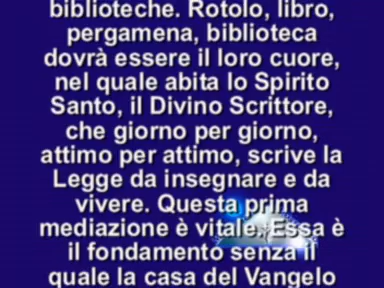 biblioteche. Rotolo, libro,
pergamena, biblioteca
dovrà essere il loro cuore,
nel quale abita lo Spirito
Santo, il Divino Scrittore,
che giorno per giorno,
attimo per attimo, scrive la
Legge da insegnare e da
vivere. Questa prima
mediazione è vitale. Essa è
il fondamento senza il
quale la casa del Vangelo